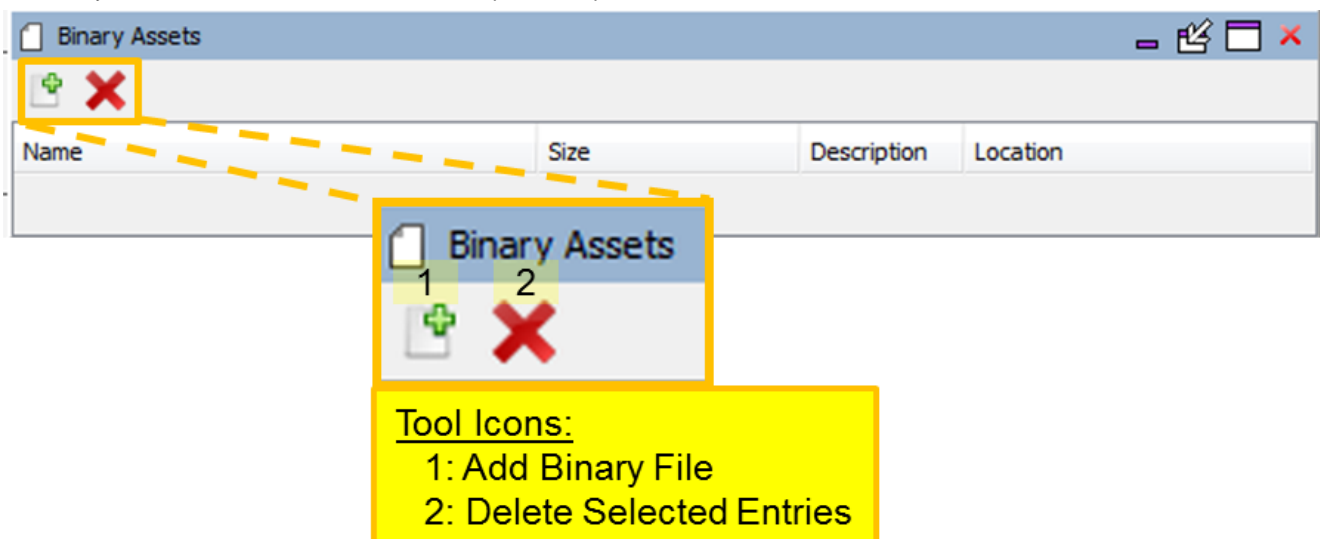 Binary Assets
Name Size Description Location
Binary Assets
1 2
Tool Icons:
1: Add Binary File
2: Delete Selected Entries